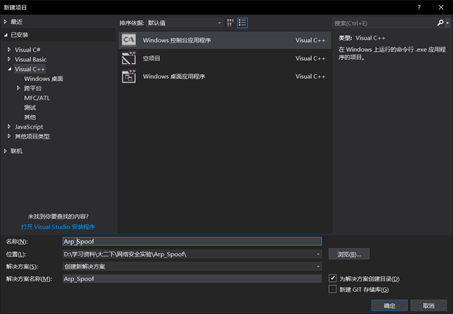 新建项目
? ×
▷ 最近
排序依据: 默认值
搜索(Ctrl+E)
▲ 已安装
▷ Visual C#
▷ Visual Basic
▲ Visual C++
Windows 桌面
▷ 跨平台
MFC/ATL
测试
其他
▷ JavaScript
▷ 其他项目类型
▷ 联机
Windows 控制台应用程序 Visual C++
空项目 Visual C++
Windows 桌面应用程序 Visual C++
类型: Visual C++
在 Windows 上运行的命令行 .exe 应用程
序的项目。
未找到你要查找的内容?
打开 Visual Studio 安装程序
名称(N): Arp_Spoof
位置(L): D:\学习资料\大二下\网络安全实验\Arp_Spoof\
浏览(B)...
解决方案(S): 创建新解决方案
解决方案名称(M): Arp_Spoof
为解决方案创建目录(D)
新建 GIT 存储库(G)
确定 取消